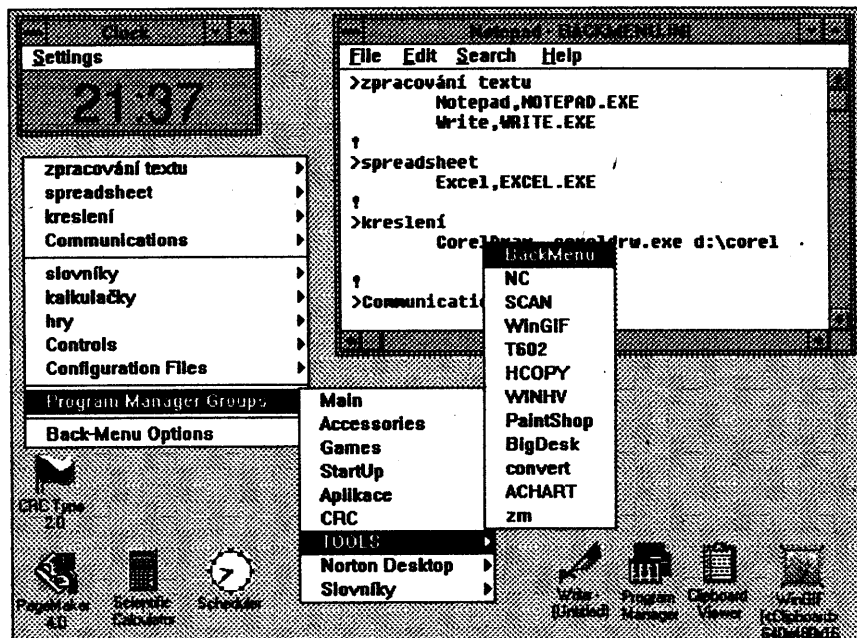 Clock
Settings
21:37
Notepad - BACKMENU.INI
File Edit Search Help
>zpracování textu
Notepad,NOTEPAD.EXE
Write,WRITE.EXE
!
>spreadsheet
Excel,EXCEL.EXE
!
>kreslení
CorelDraw, coreldrw.exe d:\corel
!
zpracování textu
spreadsheet
kreslení
Communications
slovníky
kalkulačky
hry
Controls
Configuration Files
Program Manager Groups
Back-Menu Options
Main
Accessories
Games
StartUp
Aplikace
CRC
TOOLS
Norton Desktop
Slovníky
BackMenu
NC
SCAN
WinGIF
T602
HCOPY
WINHV
PaintShop
BigDesk
convert
ACHART
zm
CRC Type
2.0
PageMaker
4.0
Scientific
Calculator
Scheduler
Write -
(Untitled)
Program
Manager
Clipboard
Viewer
WinGIF